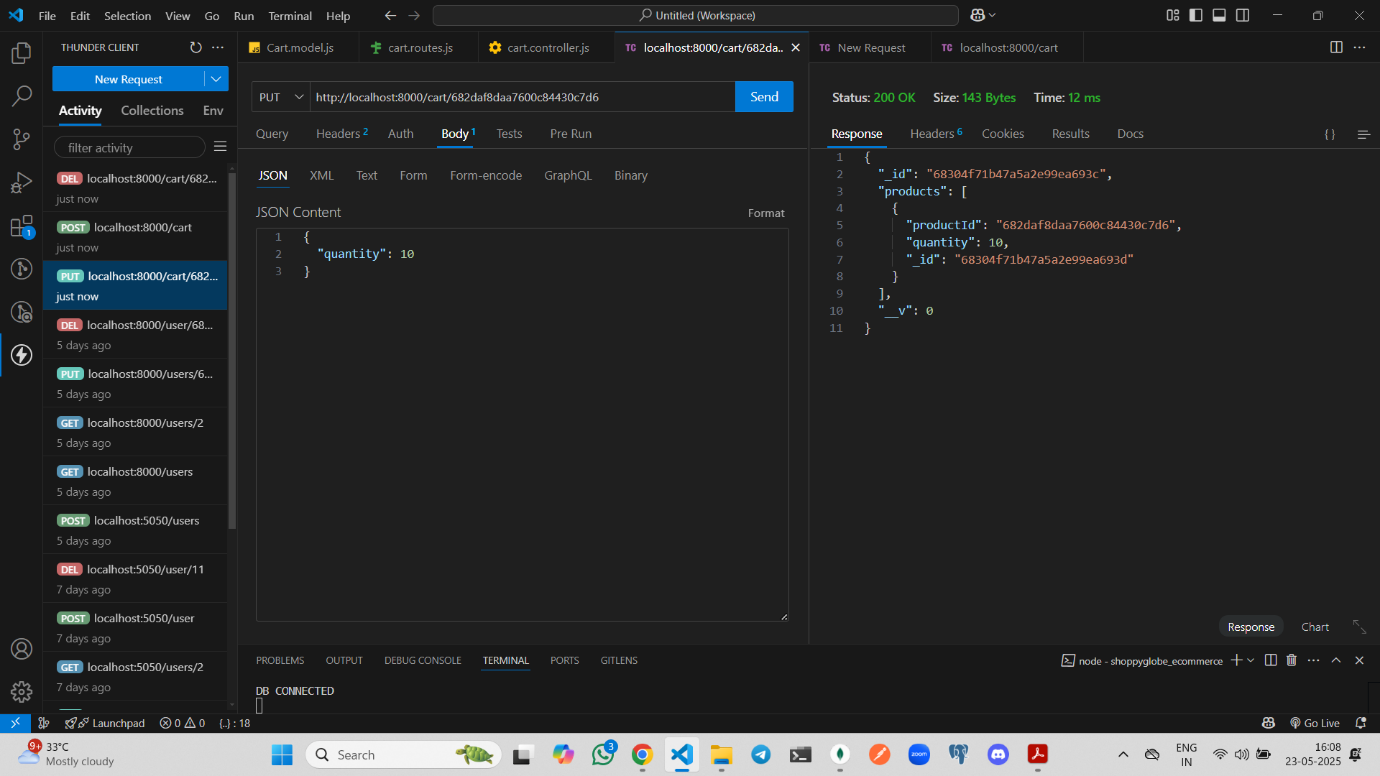 File Edit Selection View Go Run Terminal Help
Untitled (Workspace)
THUNDER CLIENT
New Request
Activity Collections Env
filter activity
DEL localhost:8000/cart/682...
just now
POST localhost:8000/cart
just now
PUT localhost:8000/cart/682...
just now
DEL localhost:8000/user/68...
5 days ago
PUT localhost:8000/users/6...
5 days ago
GET localhost:8000/users/2
5 days ago
GET localhost:8000/users
5 days ago
POST localhost:5050/users
5 days ago
DEL localhost:5050/user/11
7 days ago
POST localhost:5050/user
7 days ago
GET localhost:5050/users/2
7 days ago
1
JS Cart.model.js cart.routes.js cart.controller.js TC localhost:8000/cart/682da.. TC New Request TC localhost:8000/cart
PUT http://localhost:8000/cart/682daf8daa7600c84430c7d6 Send
Query Headers 2 Auth Body 1 Tests Pre Run
JSON XML Text Form Form-encode GraphQL Binary
JSON Content Format
1 {
2 "quantity": 10
3 }
Status: 200 OK Size: 143 Bytes Time: 12 ms
Response Headers 6 Cookies Results Docs { }
1 {
2 "_id": "68304f71b47a5a2e99ea693c",
3 "products": [
4 {
5 "productId": "682daf8daa7600c84430c7d6",
6 "quantity": 10,
7 "_id": "68304f71b47a5a2e99ea693d"
8 }
9 ],
10 "__v": 0
11 }
Response Chart
PROBLEMS OUTPUT DEBUG CONSOLE TERMINAL PORTS GITLENS
node - shoppyglobe_ecommerce
DB CONNECTED
Launchpad 0 0 {..} : 18 Go Live
9+ 33°C
Mostly cloudy
Search
3
zoom
ENG
IN
16:08
23-05-2025